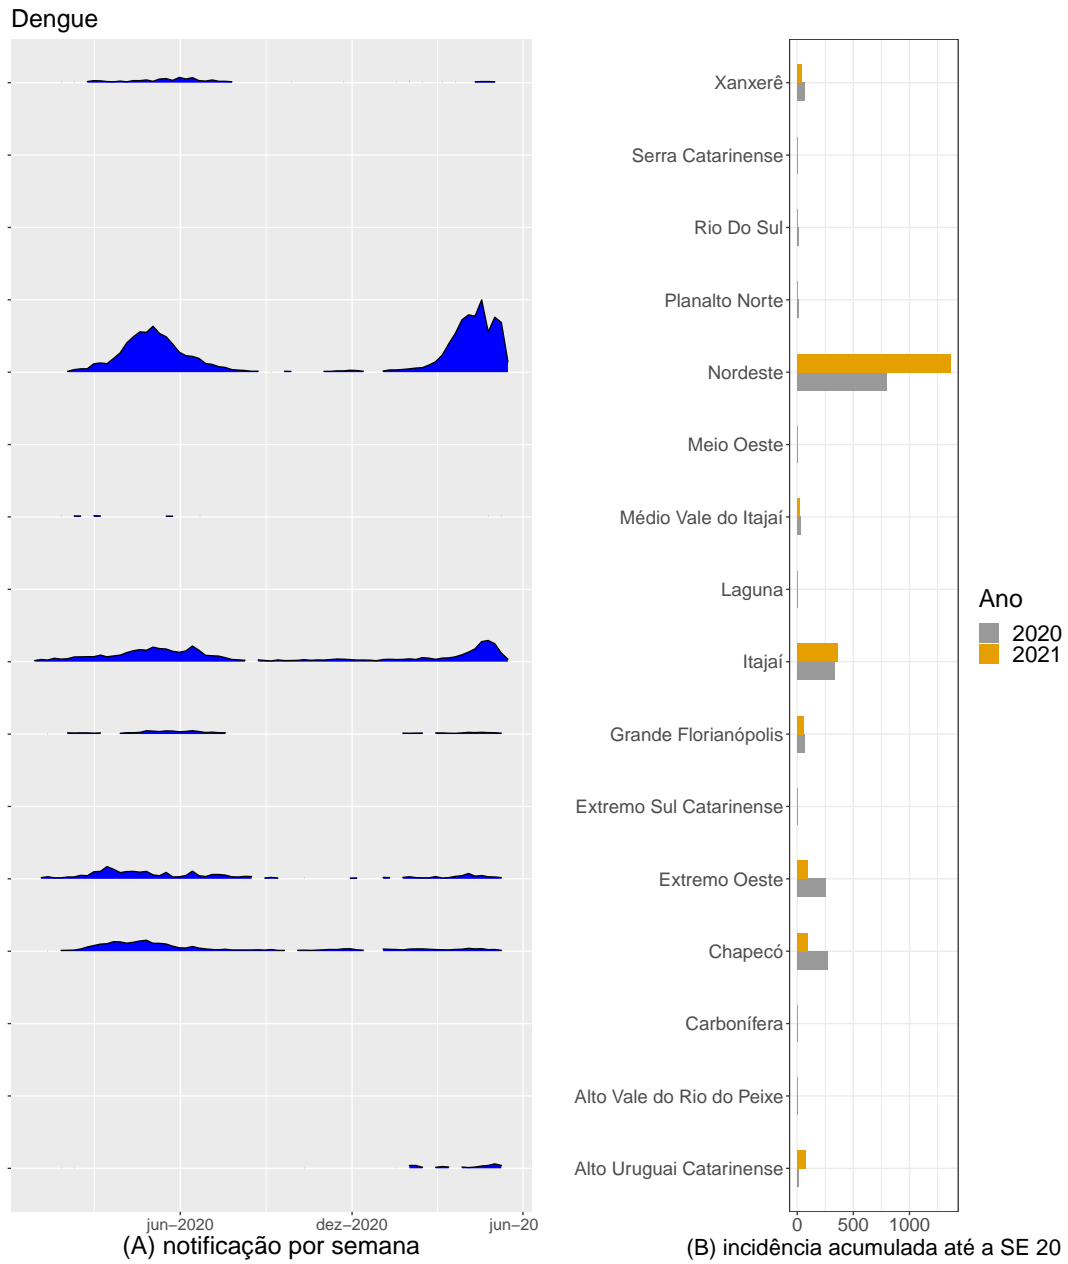 Dengue
Xanxerê
Serra Catarinense
Rio Do Sul
Planalto Norte
Nordeste
Meio Oeste
Médio Vale do Itajaí
Laguna
Itajaí
Grande Florianópolis
Extremo Sul Catarinense
Extremo Oeste
Chapecó
Carbonífera
Alto Vale do Rio do Peixe
Alto Uruguai Catarinense
Ano
2020
2021
jun−2020 dez−2020 jun−20
(A) notificação por semana
0 500 1000
(B) incidência acumulada até a SE 20